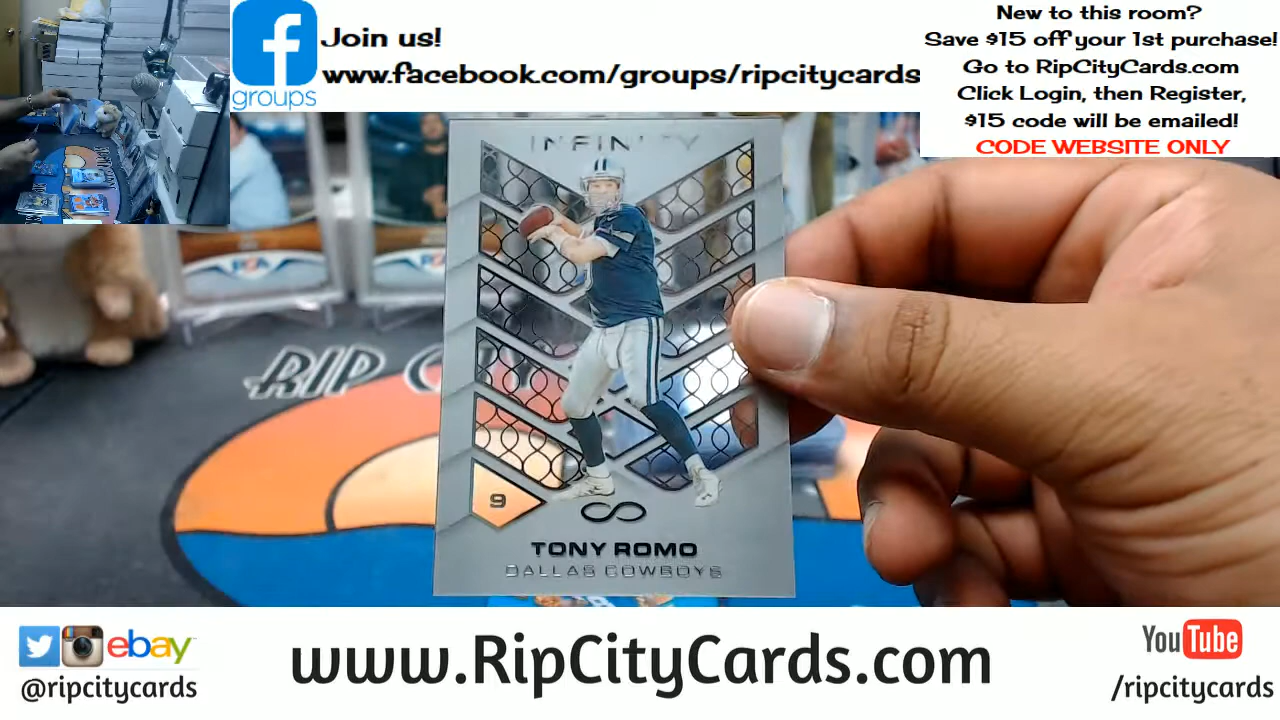 Join us!
www.facebook.com/groups/ripcitycards
groups
New to this room?
Save $15 off your 1st purchase!
Go to RipCityCards.com
Click Login, then Register,
$15 code will be emailed!
CODE WEBSITE ONLY
INFINITY
RIP
9
TONY ROMO
DALLAS COWBOYS
ebay
@ripcitycards
www.RipCityCards.com
YouTube
/ripcitycards